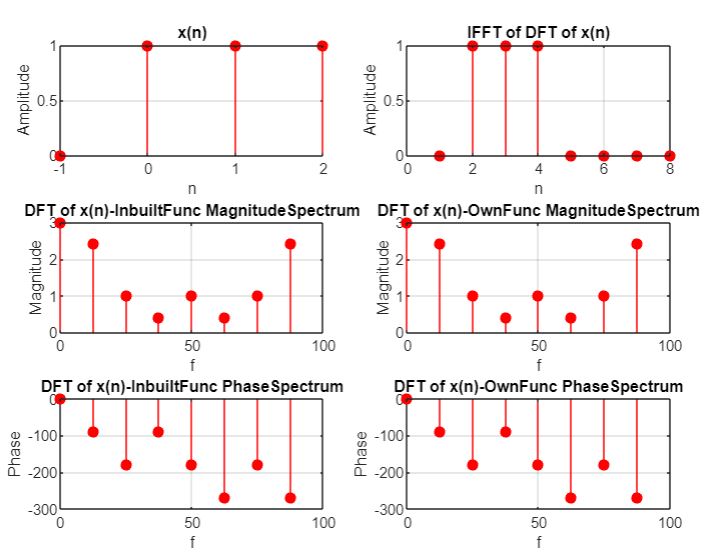 x(n)
1
0.5
0
Amplitude
-1
0
1
2
n
IFFT of DFT of x(n)
1
0.5
0
Amplitude
0
2
4
6
8
n
DFT of x(n)-InbuiltFunc MagnitudeSpectrum
3
2
1
0
Magnitude
0
50
100
f
DFT of x(n)-OwnFunc MagnitudeSpectrum
3
2
1
0
Magnitude
0
50
100
f
DFT of x(n)-InbuiltFunc PhaseSpectrum
0
-100
-200
-300
Phase
0
50
100
f
DFT of x(n)-OwnFunc PhaseSpectrum
0
-100
-200
-300
Phase
0
50
100
f